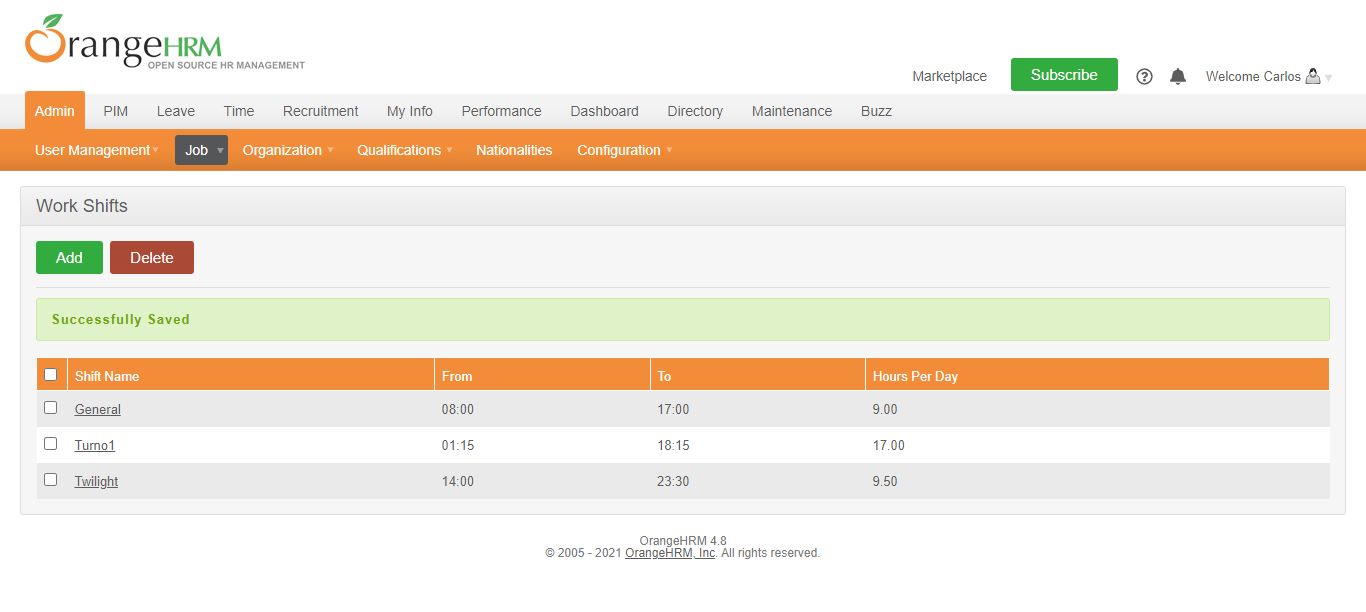 OrangeHRM
OPEN SOURCE HR MANAGEMENT
Marketplace Subscribe Welcome Carlos
Admin PIM Leave Time Recruitment My Info Performance Dashboard Directory Maintenance Buzz
User Management Job Organization Qualifications Nationalities Configuration
Work Shifts
Add Delete
Successfully Saved
Shift Name From To Hours Per Day
General 08:00 17:00 9.00
Turno1 01:15 18:15 17.00
Twilight 14:00 23:30 9.50
OrangeHRM 4.8
© 2005 - 2021 OrangeHRM, Inc. All rights reserved.